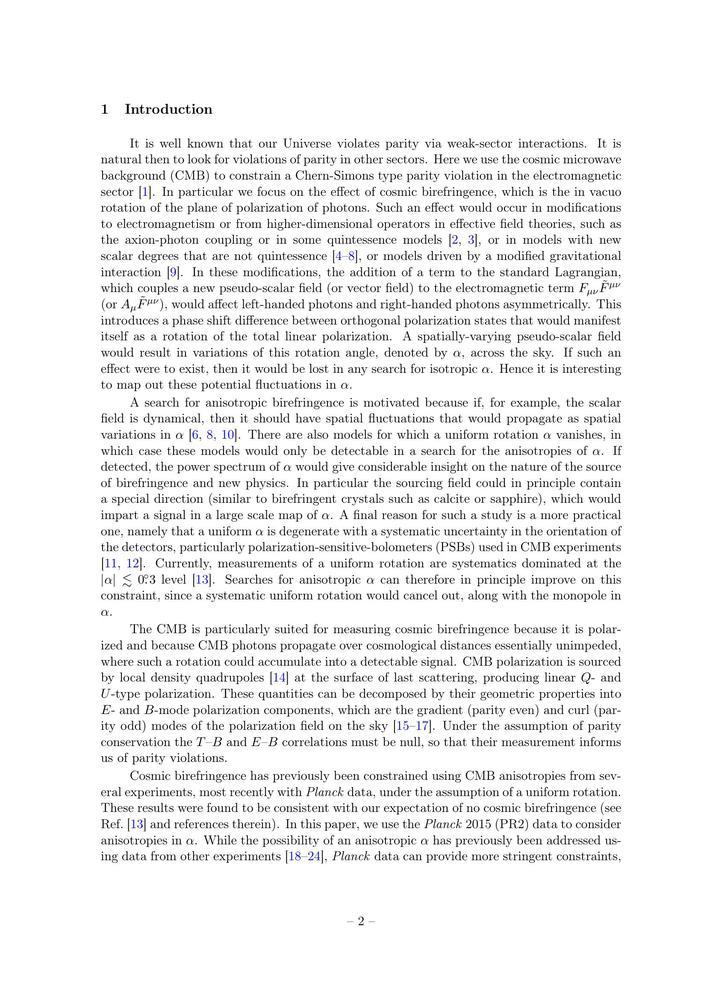 1 Introduction
It is well known that our Universe violates parity via weak-sector interactions. It is
natural then to look for violations of parity in other sectors. Here we use the cosmic microwave
background (CMB) to constrain a Chern-Simons type parity violation in the electromagnetic
sector [1]. In particular we focus on the effect of cosmic birefringence, which is the in vacuo
rotation of the plane of polarization of photons. Such an effect would occur in modifications
to electromagnetism or from higher-dimensional operators in effective field theories, such as
the axion-photon coupling or in some quintessence models [2, 3], or in models with new
scalar degrees that are not quintessence [4–8], or models driven by a modified gravitational
interaction [9]. In these modifications, the addition of a term to the standard Lagrangian,
which couples a new pseudo-scalar field (or vector field) to the electromagnetic term F_{μν}F̃^{μν}
(or A_μF̃^{μν}), would affect left-handed photons and right-handed photons asymmetrically. This
introduces a phase shift difference between orthogonal polarization states that would manifest
itself as a rotation of the total linear polarization. A spatially-varying pseudo-scalar field
would result in variations of this rotation angle, denoted by α, across the sky. If such an
effect were to exist, then it would be lost in any search for isotropic α. Hence it is interesting
to map out these potential fluctuations in α.
A search for anisotropic birefringence is motivated because if, for example, the scalar
field is dynamical, then it should have spatial fluctuations that would propagate as spatial
variations in α [6, 8, 10]. There are also models for which a uniform rotation α vanishes, in
which case these models would only be detectable in a search for the anisotropies of α. If
detected, the power spectrum of α would give considerable insight on the nature of the source
of birefringence and new physics. In particular the sourcing field could in principle contain
a special direction (similar to birefringent crystals such as calcite or sapphire), which would
impart a signal in a large scale map of α. A final reason for such a study is a more practical
one, namely that a uniform α is degenerate with a systematic uncertainty in the orientation of
the detectors, particularly polarization-sensitive-bolometers (PSBs) used in CMB experiments
[11, 12]. Currently, measurements of a uniform rotation are systematics dominated at the
|α| ≲ 0.°3 level [13]. Searches for anisotropic α can therefore in principle improve on this
constraint, since a systematic uniform rotation would cancel out, along with the monopole in
α.
The CMB is particularly suited for measuring cosmic birefringence because it is polar-
ized and because CMB photons propagate over cosmological distances essentially unimpeded,
where such a rotation could accumulate into a detectable signal. CMB polarization is sourced
by local density quadrupoles [14] at the surface of last scattering, producing linear Q- and
U-type polarization. These quantities can be decomposed by their geometric properties into
E- and B-mode polarization components, which are the gradient (parity even) and curl (par-
ity odd) modes of the polarization field on the sky [15–17]. Under the assumption of parity
conservation the T–B and E–B correlations must be null, so that their measurement informs
us of parity violations.
Cosmic birefringence has previously been constrained using CMB anisotropies from sev-
eral experiments, most recently with Planck data, under the assumption of a uniform rotation.
These results were found to be consistent with our expectation of no cosmic birefringence (see
Ref. [13] and references therein). In this paper, we use the Planck 2015 (PR2) data to consider
anisotropies in α. While the possibility of an anisotropic α has previously been addressed us-
ing data from other experiments [18–24], Planck data can provide more stringent constraints,
– 2 –